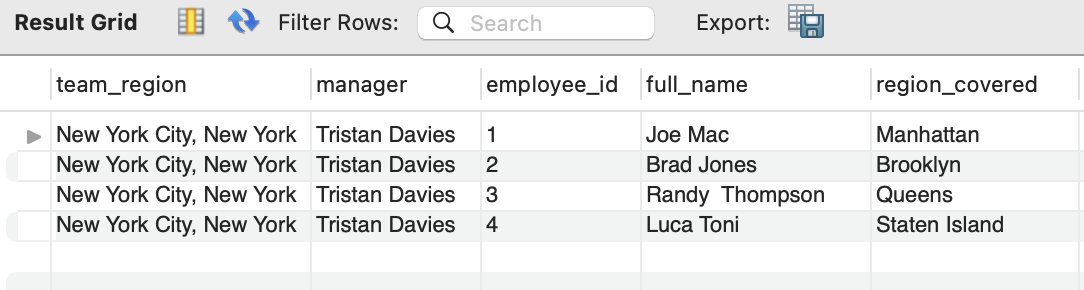 Result Grid Filter Rows: Search Export:
team_region manager employee_id full_name region_covered
New York City, New York Tristan Davies 1 Joe Mac Manhattan
New York City, New York Tristan Davies 2 Brad Jones Brooklyn
New York City, New York Tristan Davies 3 Randy  Thompson Queens
New York City, New York Tristan Davies 4 Luca Toni Staten Island